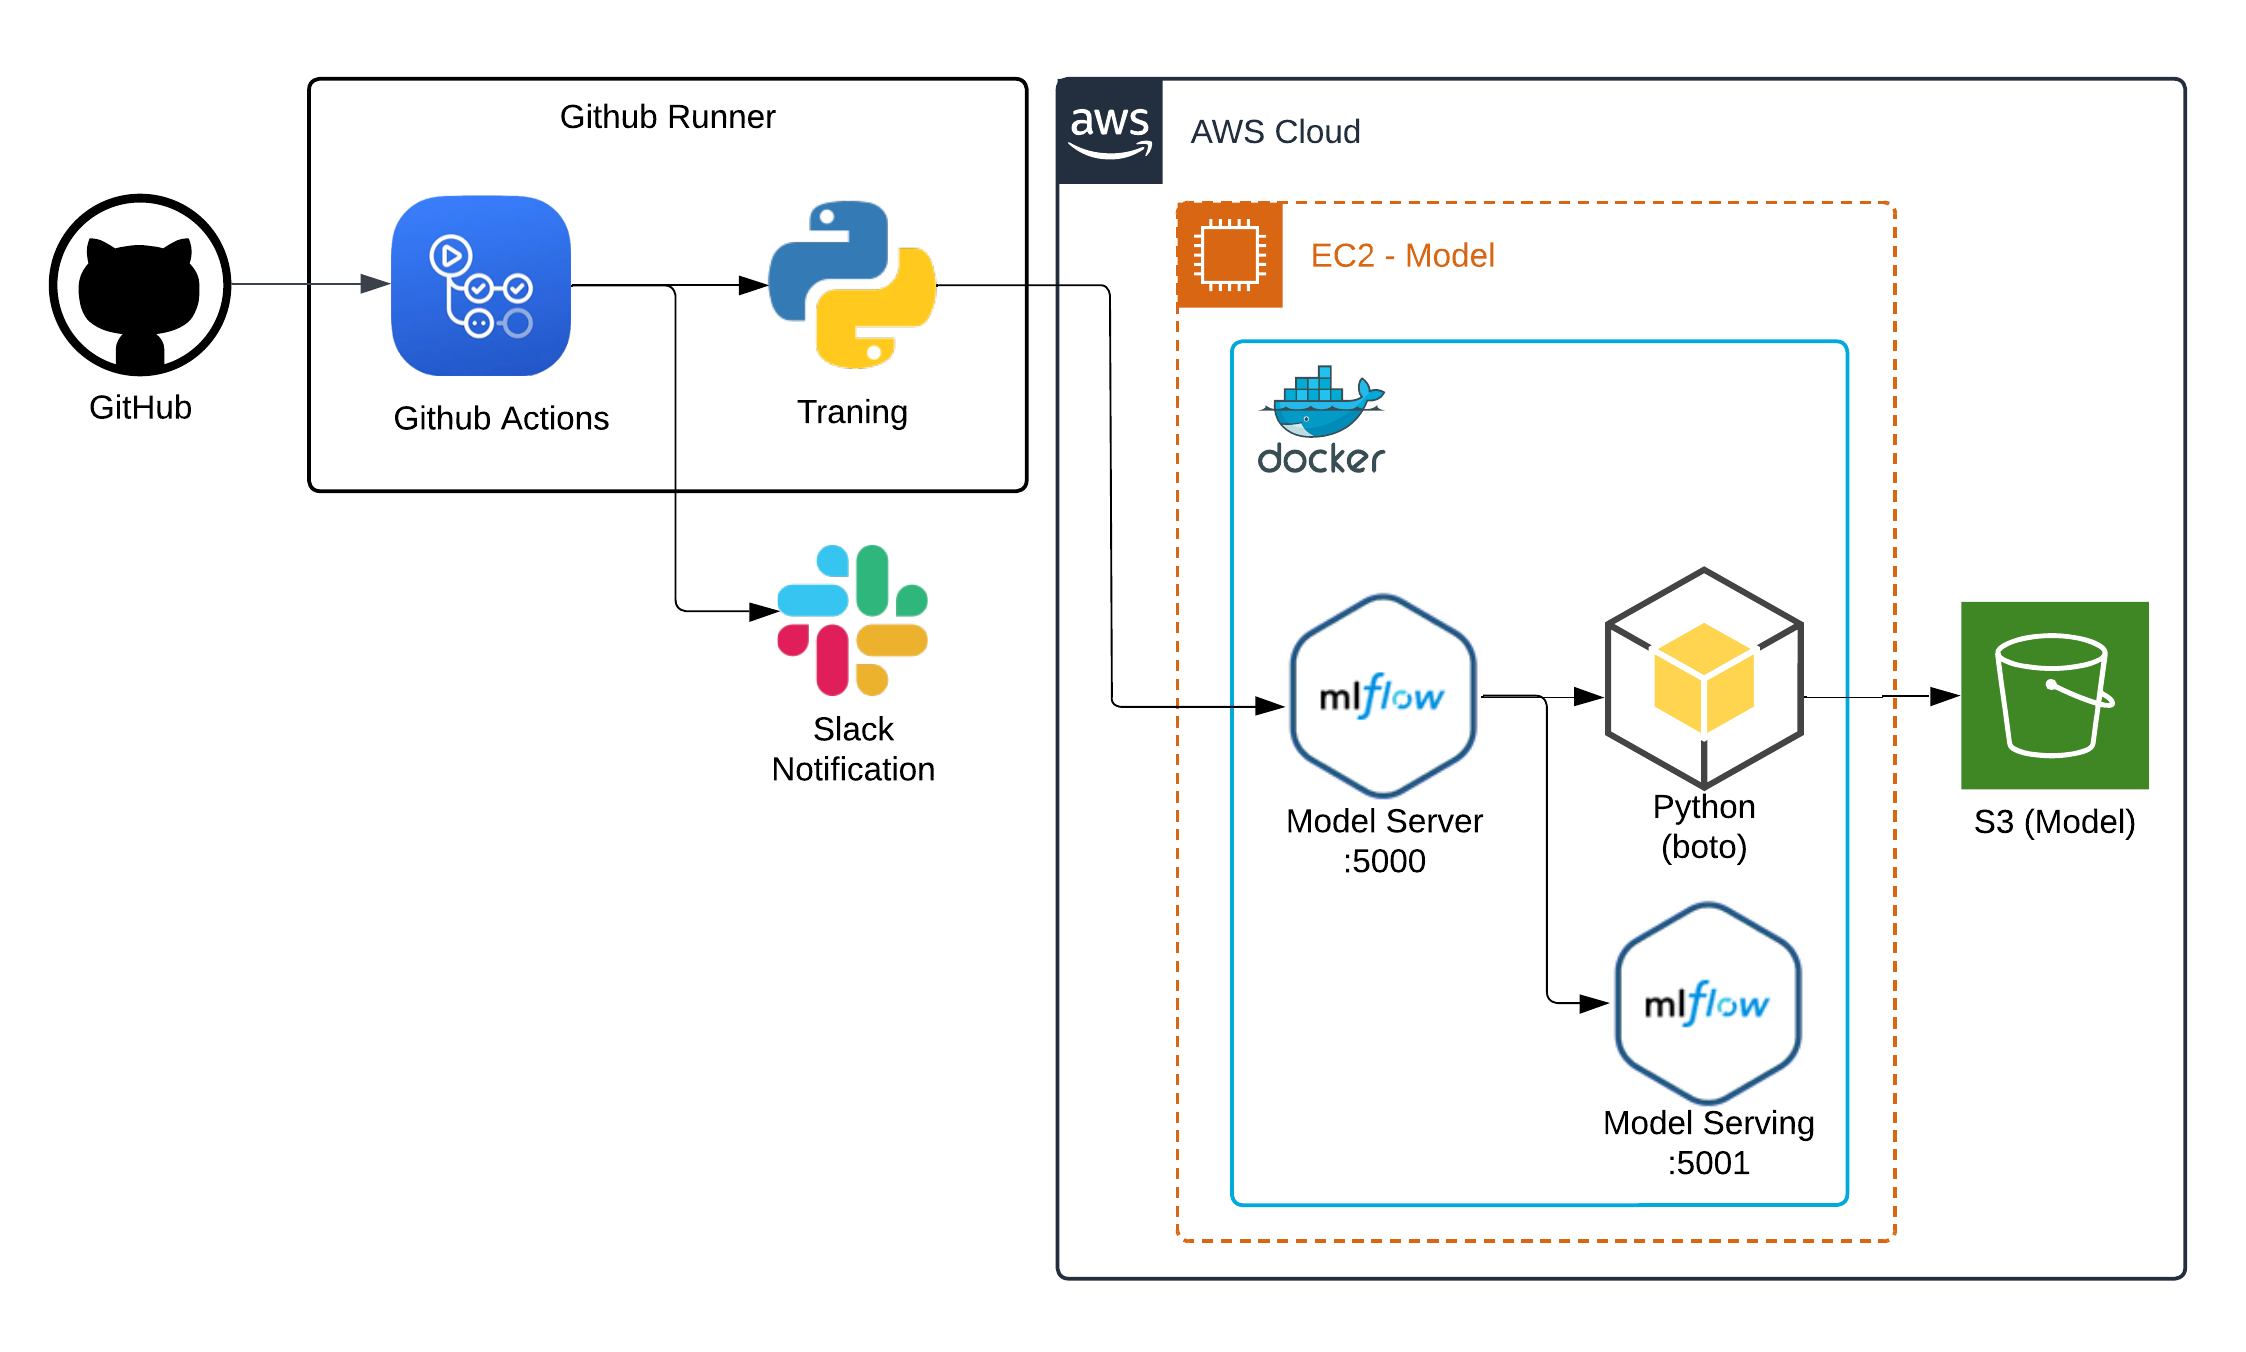 Github Runner
GitHub
Github Actions
Traning
Slack
Notification
aws
AWS Cloud
EC2 - Model
docker
mlflow
Model Server
:5000
Python
(boto)
S3 (Model)
mlflow
Model Serving
:5001